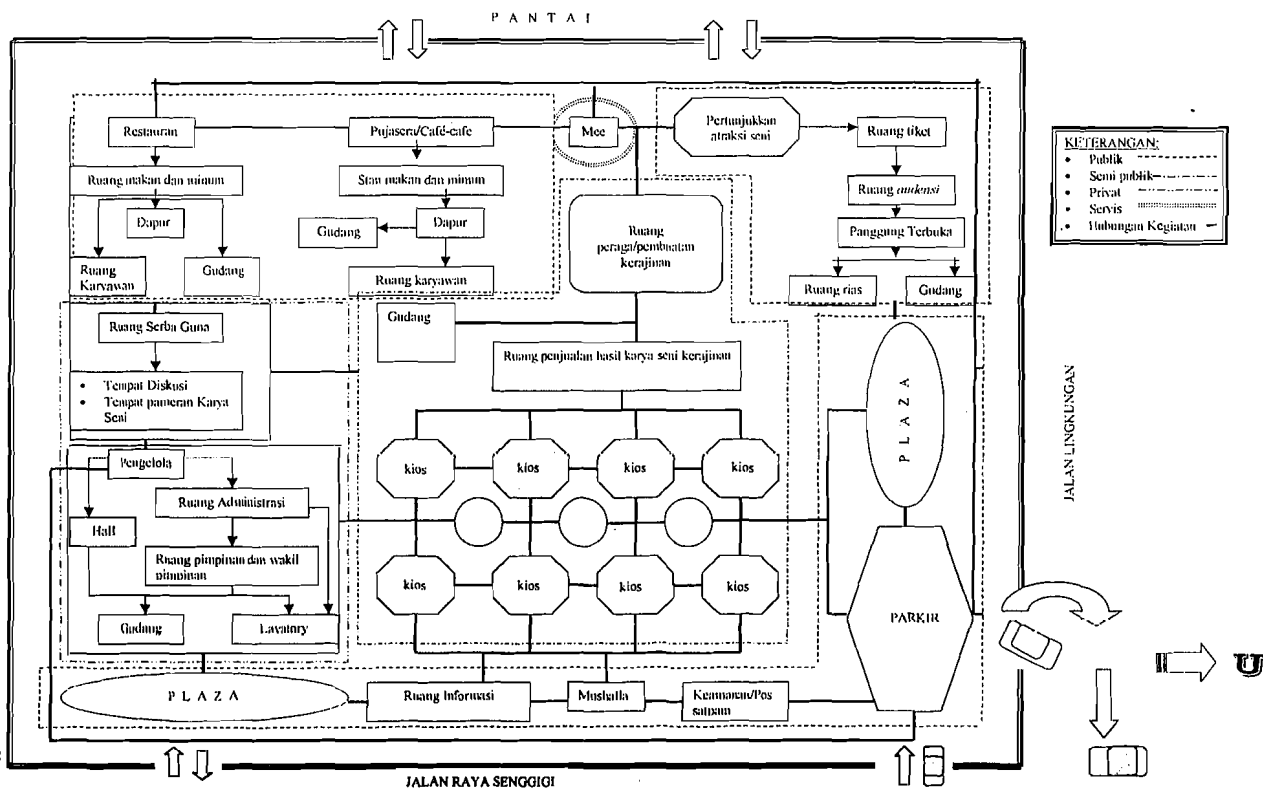 P A N T A I
Restauran
Pujasera/Café-cafe
Mee
Pertunjukkan
atraksi seni
Ruang tiket
Ruang makan dan minum
Stan makan dan minum
Ruang audensi
Dapur
Gudang
Dapur
Panggung Terbuka
Ruang
peraga/pembuatan
kerajinan
Ruang
Karyawan
Gudang
Ruang karyawan
Ruang rias
Gudang
KETERANGAN:
• Publik
• Semi publik
• Privat
• Servis
• Hubungan Kegiatan
Ruang Serba Guna
Gudang
Ruang penjualan hasil karya seni kerajinan
• Tempat Diskusi
• Tempat pameran Karya
Seni
P L A Z A
JALAN LINGKUNGAN
Pengelola
kios
kios
kios
kios
Ruang Administrasi
Hall
Ruang pimpinan dan wakil
pimpinan
kios
kios
kios
kios
Gudang
Lavatory
PARKIR
P L A Z A
Ruang Informasi
Mushalla
Keamanan/Pos
satpam
U
JALAN RAYA SENGGIGI